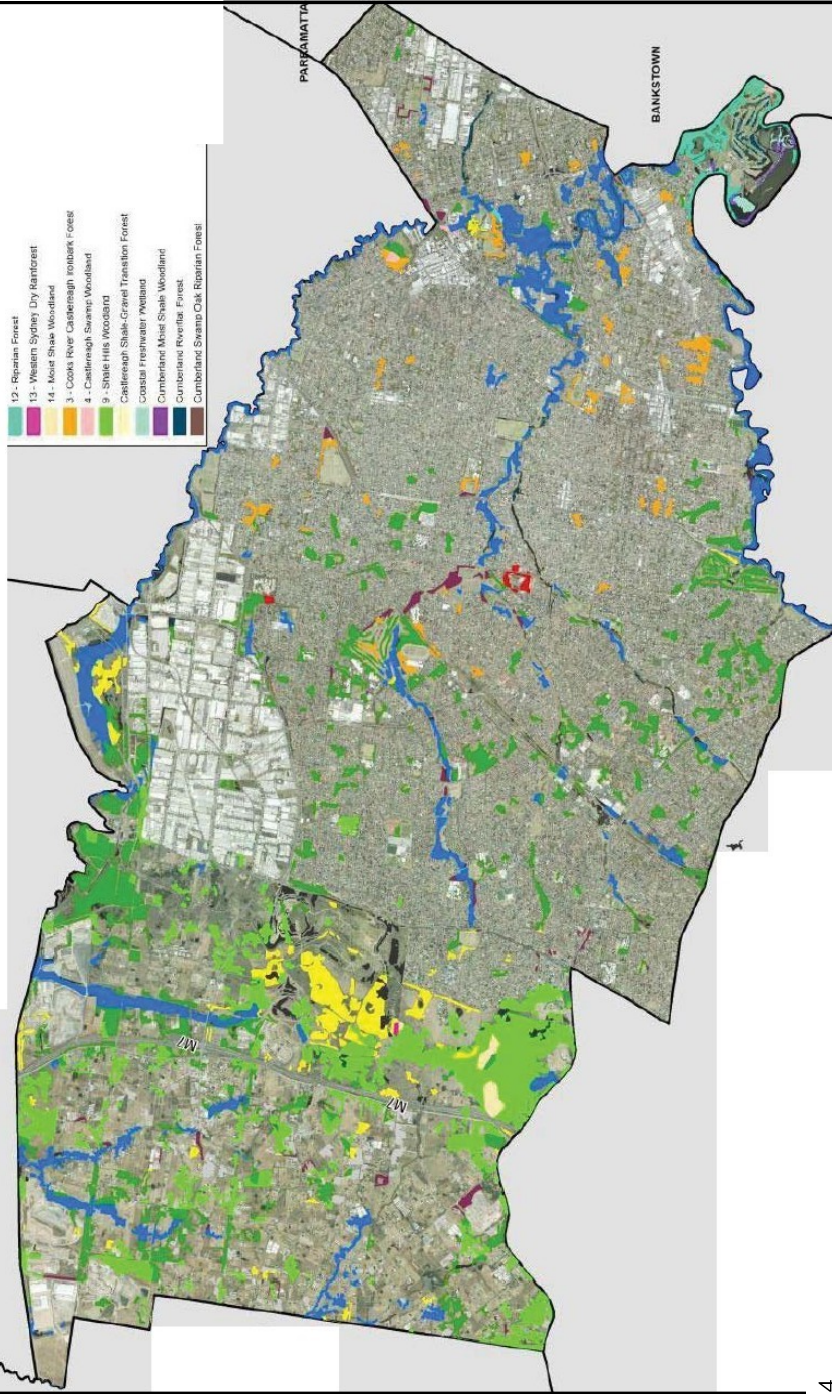 12 - Riparian Forest
13 - Western Sydney Dry Rainforest
14 - Moist Shale Woodland
3 - Cooks River Castlereagh Ironbark Forest
4 - Castlereagh Swamp Woodland
9 - Shale Hills Woodland
Castlereagh Shale-Gravel Transition Forest
Coastal Freshwater Wetland
Cumberland Moist Shale Woodland
Cumberland Riverflat Forest
Cumberland Swamp Oak Riparian Forest
PARRAMATTA
BANKSTOWN
M7
M7
4